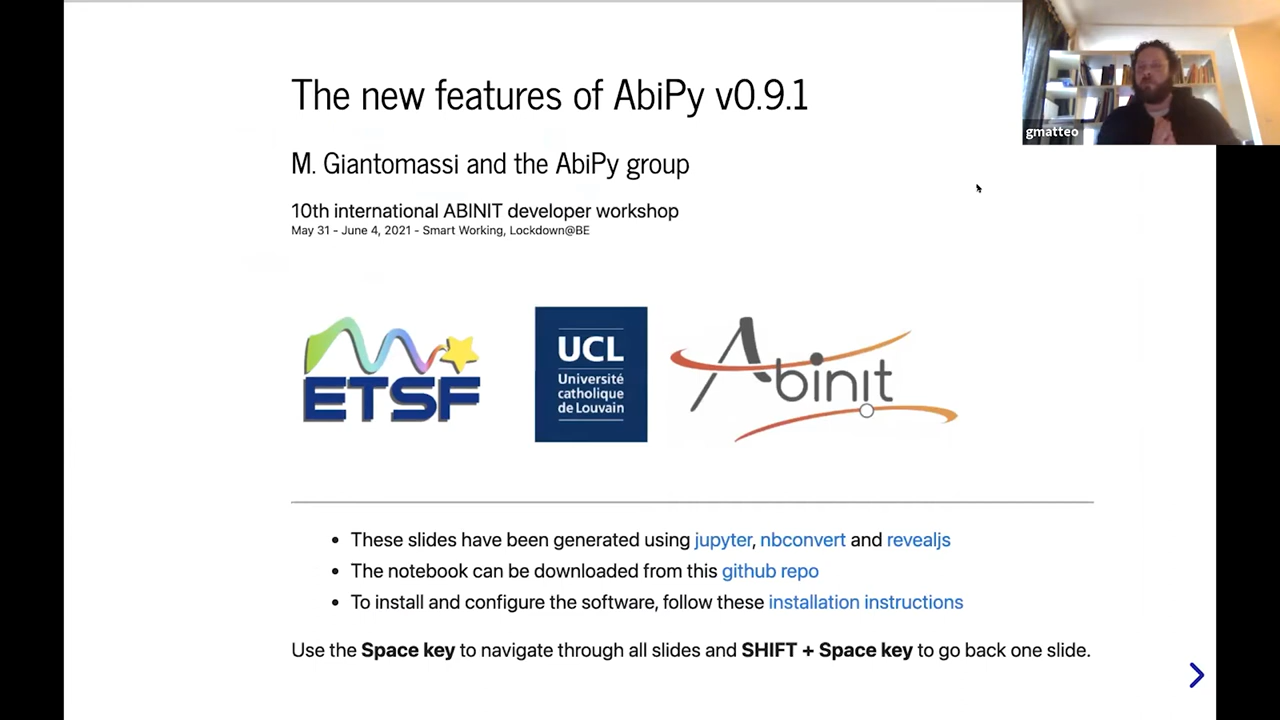 The new features of AbiPy v0.9.1
gmatteo
M. Giantomassi and the AbiPy group
10th international ABINIT developer workshop
May 31 - June 4, 2021 - Smart Working, Lockdown@BE
ETSF
UCL
Université
catholique
de Louvain
Abinit
• These slides have been generated using jupyter, nbconvert and revealjs
• The notebook can be downloaded from this github repo
• To install and configure the software, follow these installation instructions
Use the Space key to navigate through all slides and SHIFT + Space key to go back one slide.